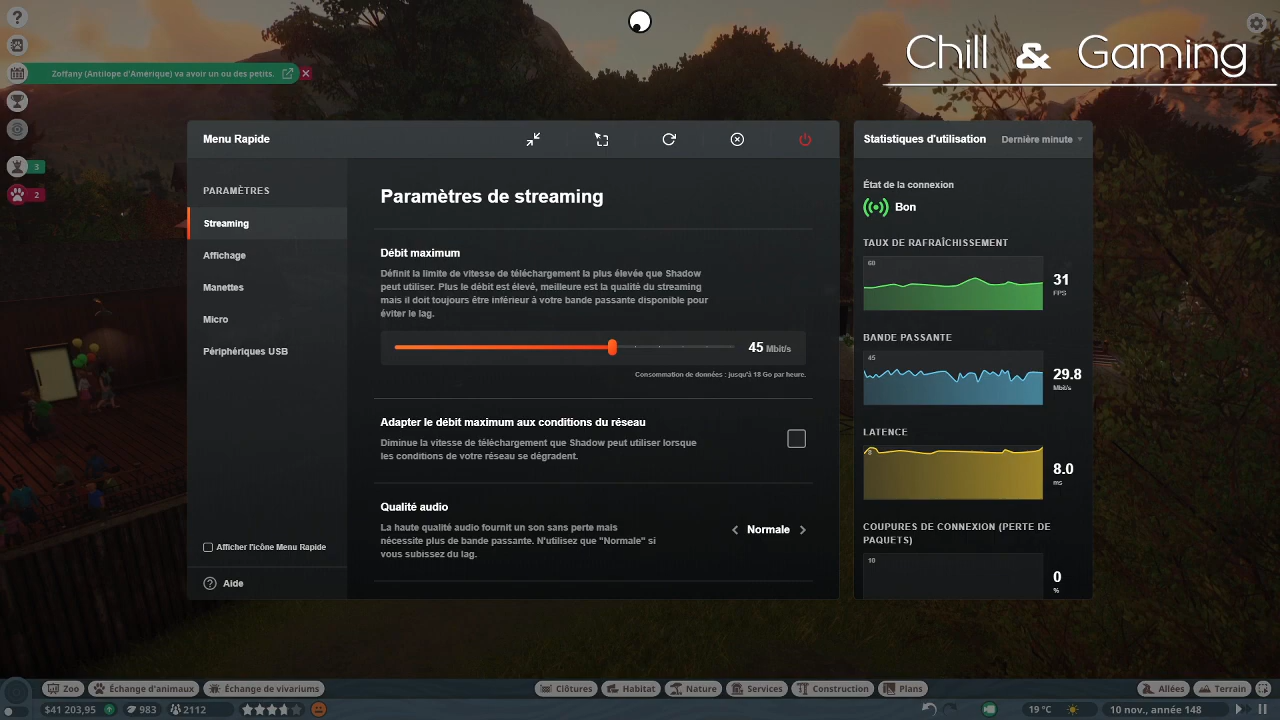 Chill & Gaming
Zoffany (Antilope d'Amérique) va avoir un ou des petits.
3
2
Menu Rapide
PARAMÈTRES
Streaming
Affichage
Manettes
Micro
Périphériques USB
Afficher l'icône Menu Rapide
Aide
Paramètres de streaming
Débit maximum
Définit la limite de vitesse de téléchargement la plus élevée que Shadow
peut utiliser. Plus le débit est élevé, meilleure est la qualité du streaming
mais il doit toujours être inférieur à votre bande passante disponible pour
éviter le lag.
45 Mbit/s
Consommation de données : jusqu'à 18 Go par heure.
Adapter le débit maximum aux conditions du réseau
Diminue la vitesse de téléchargement que Shadow peut utiliser lorsque
les conditions de votre réseau se dégradent.
Qualité audio
La haute qualité audio fournit un son sans perte mais
nécessite plus de bande passante. N'utilisez que "Normale" si
vous subissez du lag.
Normale
Statistiques d'utilisation
Dernière minute
État de la connexion
Bon
TAUX DE RAFRAÎCHISSEMENT
60
31
FPS
BANDE PASSANTE
45
29.8
Mbit/s
LATENCE
8
8.0
ms
COUPURES DE CONNEXION (PERTE DE
PAQUETS)
10
0
%
Zoo
Échange d'animaux
Échange de vivariums
Clôtures
Habitat
Nature
Services
Construction
Plans
Allées
Terrain
$41 203,95
983
2112
19 °C
10 nov., année 148